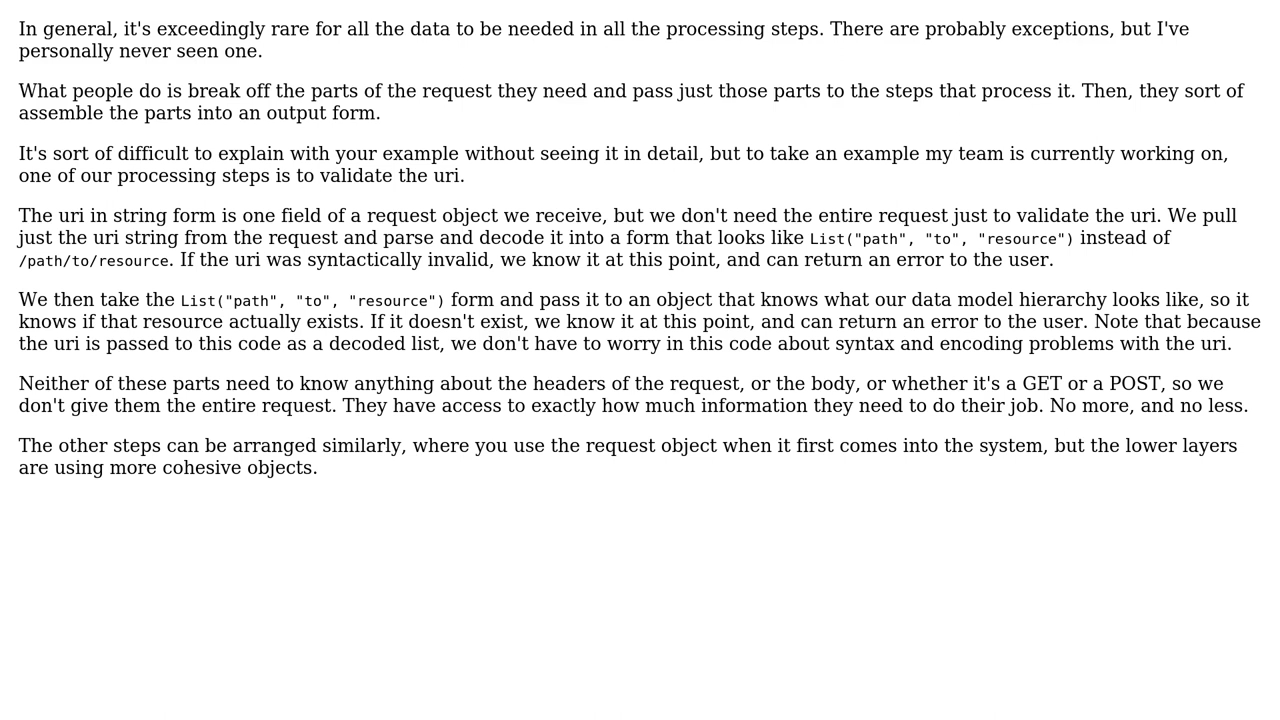 In general, it's exceedingly rare for all the data to be needed in all the processing steps. There are probably exceptions, but I've
personally never seen one.
What people do is break off the parts of the request they need and pass just those parts to the steps that process it. Then, they sort of
assemble the parts into an output form.
It's sort of difficult to explain with your example without seeing it in detail, but to take an example my team is currently working on,
one of our processing steps is to validate the uri.
The uri in string form is one field of a request object we receive, but we don't need the entire request just to validate the uri. We pull
just the uri string from the request and parse and decode it into a form that looks like List("path", "to", "resource") instead of
/path/to/resource. If the uri was syntactically invalid, we know it at this point, and can return an error to the user.
We then take the List("path", "to", "resource") form and pass it to an object that knows what our data model hierarchy looks like, so it
knows if that resource actually exists. If it doesn't exist, we know it at this point, and can return an error to the user. Note that because
the uri is passed to this code as a decoded list, we don't have to worry in this code about syntax and encoding problems with the uri.
Neither of these parts need to know anything about the headers of the request, or the body, or whether it's a GET or a POST, so we
don't give them the entire request. They have access to exactly how much information they need to do their job. No more, and no less.
The other steps can be arranged similarly, where you use the request object when it first comes into the system, but the lower layers
are using more cohesive objects.